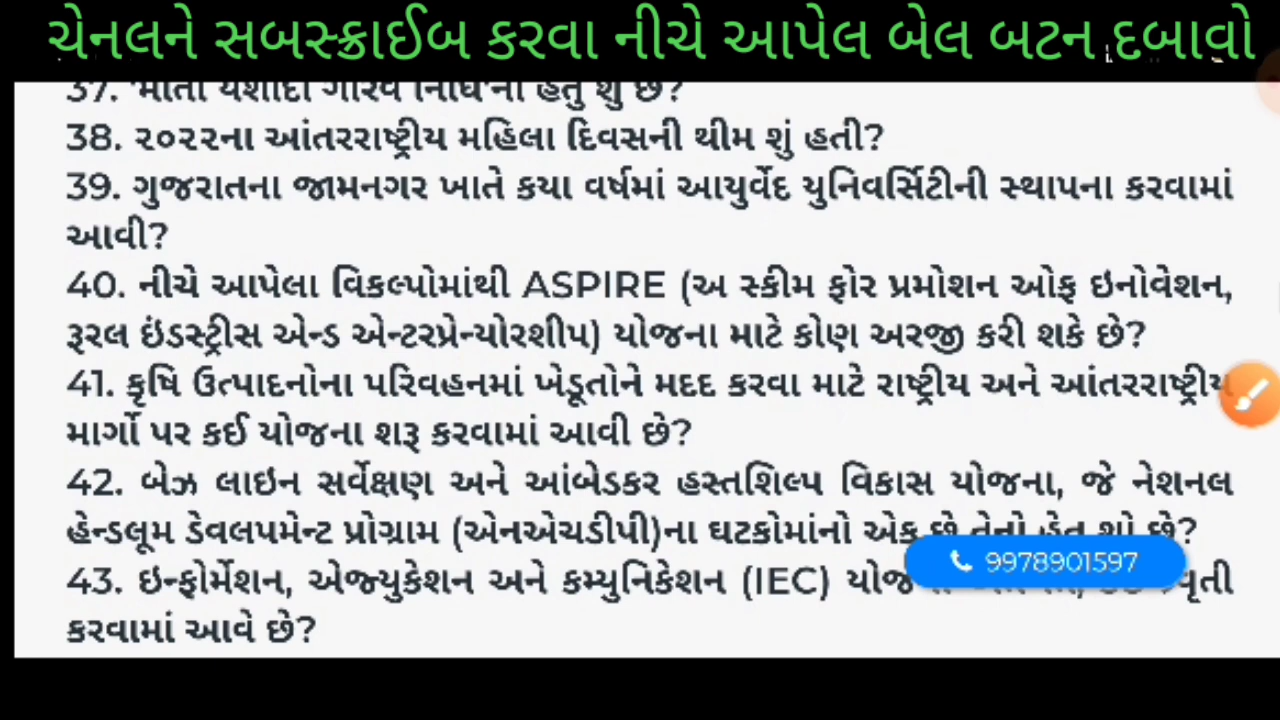 ચેનલને સબસ્ક્રાઈબ કરવા નીચે આપેલ બેલ બટન દબાવો
37. 'માતા યશોદા ગૌરવ નિધિ'નો હેતુ શું છે?
38. ૨૦૨૨ના આંતરરાષ્ટ્રીય મહિલા દિવસની થીમ શું હતી?
39. ગુજરાતના જામનગર ખાતે કયા વર્ષમાં આયુર્વેદ યુનિવર્સિટીની સ્થાપના કરવામાં
આવી?
40. નીચે આપેલા વિકલ્પોમાંથી ASPIRE (અ સ્કીમ ફોર પ્રમોશન ઓફ ઇનોવેશન,
રૂરલ ઇંડસ્ટ્રીસ એન્ડ એન્ટરપ્રેન્યોરશીપ) યોજના માટે કોણ અરજી કરી શકે છે?
41. કૃષિ ઉત્પાદનોના પરિવહનમાં ખેડૂતોને મદદ કરવા માટે રાષ્ટ્રીય અને આંતરરાષ્ટ્રીય
માર્ગો પર કઈ યોજના શરૂ કરવામાં આવી છે?
42. બેઝ લાઇન સર્વેક્ષણ અને આંબેડકર હસ્તશિલ્પ વિકાસ યોજના, જે નેશનલ
હેન્ડલૂમ ડેવલપમેન્ટ પ્રોગ્રામ (એનએચડીપી)ના ઘટકોમાંનો એક છે તેનો હેતુ શો છે?
9978901597
43. ઇન્ફોર્મેશન, એજ્યુકેશન અને કમ્યુનિકેશન (IEC)
કરવામાં આવે છે?